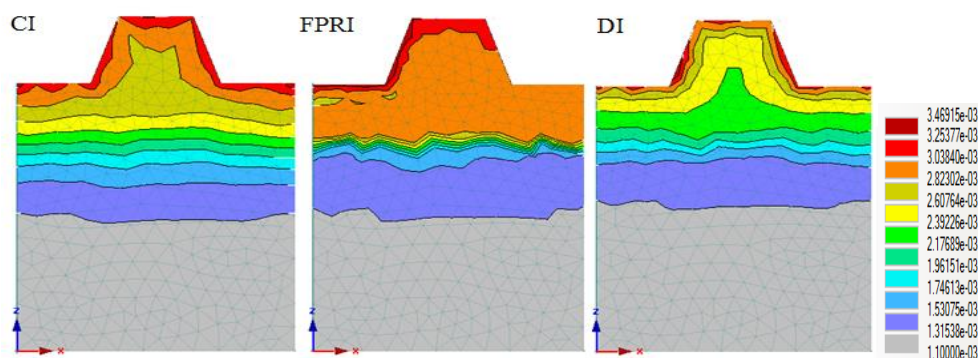 CI
FPRI
DI
3.46915e-03
3.25377e-03
3.03840e-03
2.82302e-03
2.60764e-03
2.39226e-03
2.17689e-03
1.96151e-03
1.74613e-03
1.53075e-03
1.31538e-03
1.10000e-03
z
x
z
x
z
x